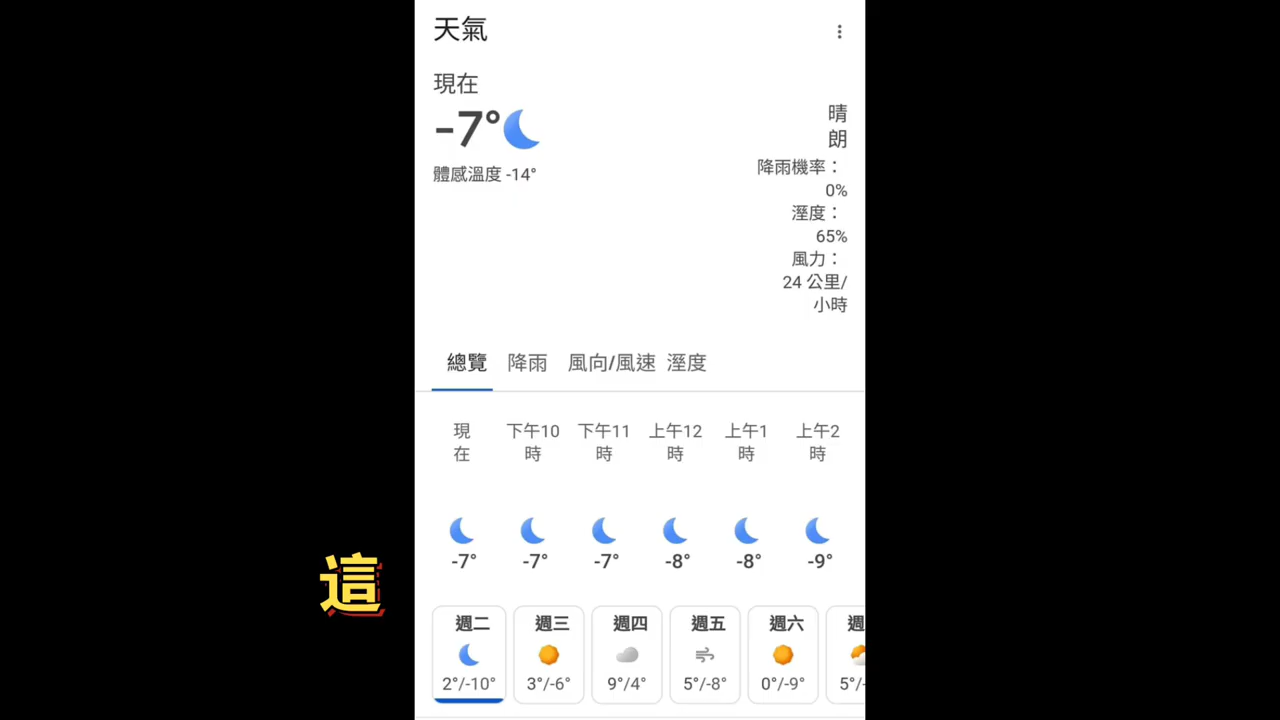 天氣
現在
-7°
體感溫度 -14°
晴
朗
降雨機率：
0%
溼度：
65%
風力：
24 公里/
小時
總覽 降雨 風向/風速 溼度
現在 下午10時 下午11時 上午12時 上午1時 上午2時
-7° -7° -7° -8° -8° -9°
這
週二 週三 週四 週五 週六 週
2°/-10° 3°/-6° 9°/4° 5°/-8° 0°/-9° 5°/-